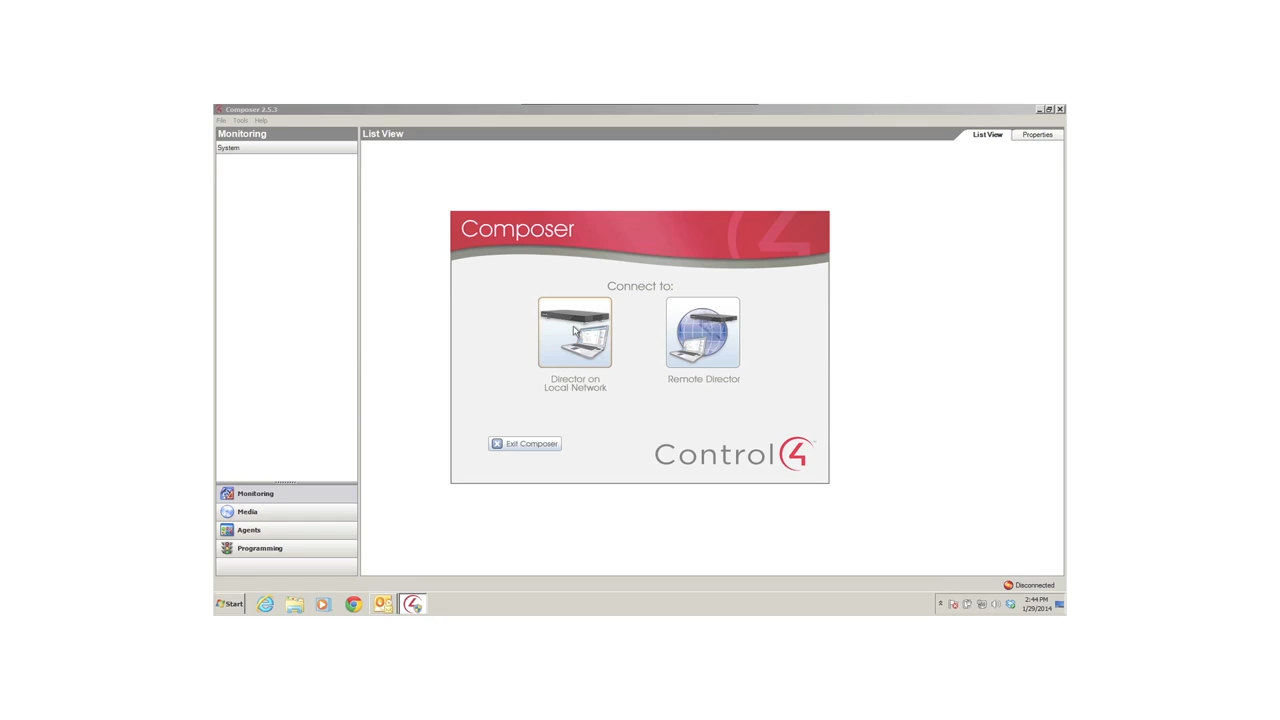 Composer 2.5.3
File Tools Help
Monitoring
List View
List View
Properties
System
Composer
Connect to:
Director on
Local Network
Remote Director
Exit Composer
Control4
Monitoring
Media
Agents
Programming
Disconnected
Start
2:44 PM
1/29/2014